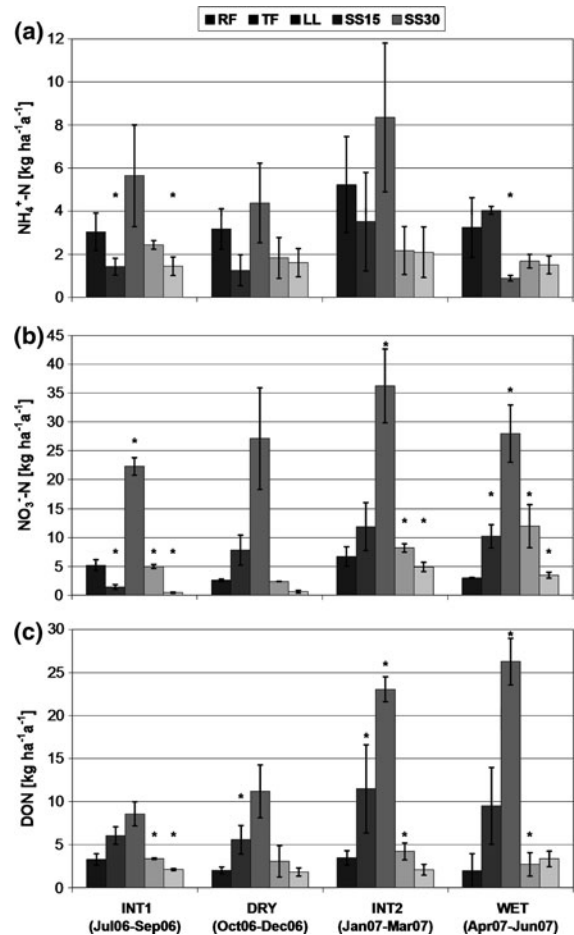 RF TF LL SS15 SS30
(a)
NH₄⁺-N [kg ha⁻¹a⁻¹]
12
10
8
6
4
2
0
* * *
(b)
NO₃⁻-N [kg ha⁻¹a⁻¹]
45
40
35
30
25
20
15
10
5
0
* * * * * * * * * * *
(c)
DON [kg ha⁻¹a⁻¹]
30
25
20
15
10
5
0
* * * * * * * *
INT1 DRY INT2 WET
(Jul06-Sep06) (Oct06-Dec06) (Jan07-Mar07) (Apr07-Jun07)